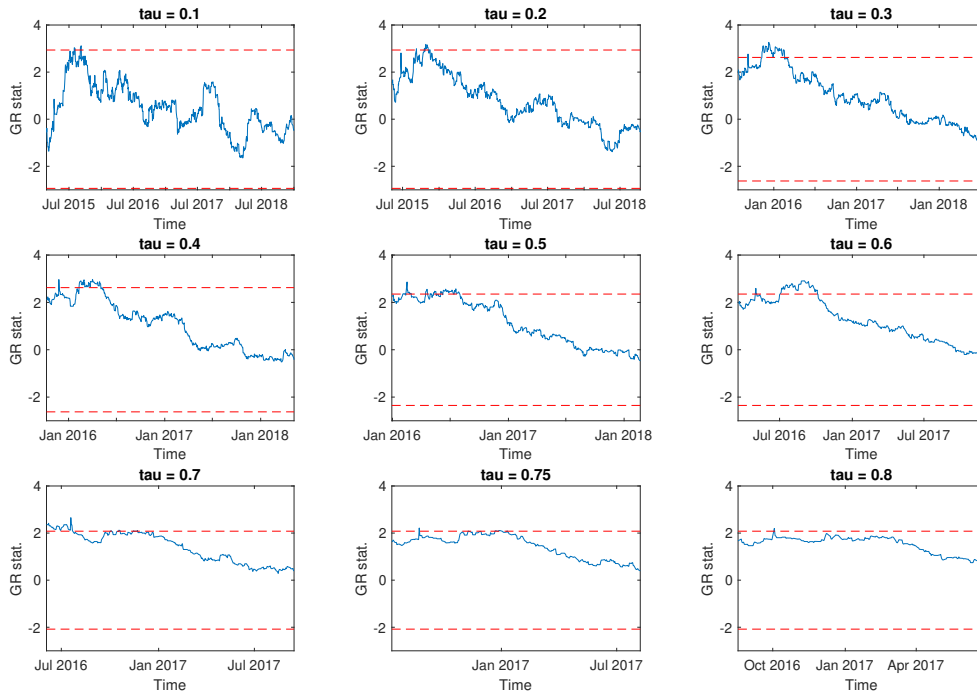 tau = 0.1
GR stat.
4
2
0
-2
Jul 2015 Jul 2016 Jul 2017 Jul 2018
Time
tau = 0.2
GR stat.
4
2
0
-2
Jul 2015 Jul 2016 Jul 2017 Jul 2018
Time
tau = 0.3
GR stat.
4
2
0
-2
Jan 2016 Jan 2017 Jan 2018
Time
tau = 0.4
GR stat.
4
2
0
-2
Jan 2016 Jan 2017 Jan 2018
Time
tau = 0.5
GR stat.
4
2
0
-2
Jan 2016 Jan 2017 Jan 2018
Time
tau = 0.6
GR stat.
4
2
0
-2
Jul 2016 Jan 2017 Jul 2017
Time
tau = 0.7
GR stat.
4
2
0
-2
Jul 2016 Jan 2017 Jul 2017
Time
tau = 0.75
GR stat.
4
2
0
-2
Jan 2017 Jul 2017
Time
tau = 0.8
GR stat.
4
2
0
-2
Oct 2016 Jan 2017 Apr 2017
Time